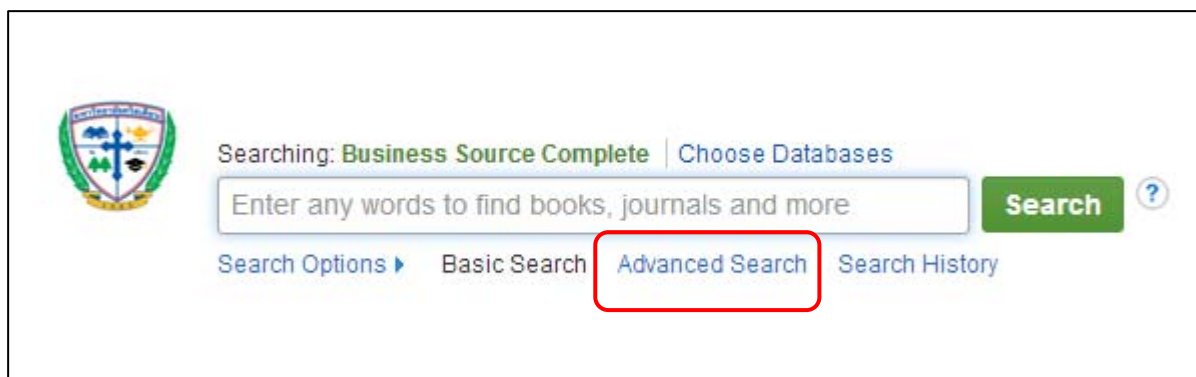 Searching: Business Source Complete Choose Databases
Enter any words to find books, journals and more
Search
?
Search Options Basic Search Advanced Search Search History